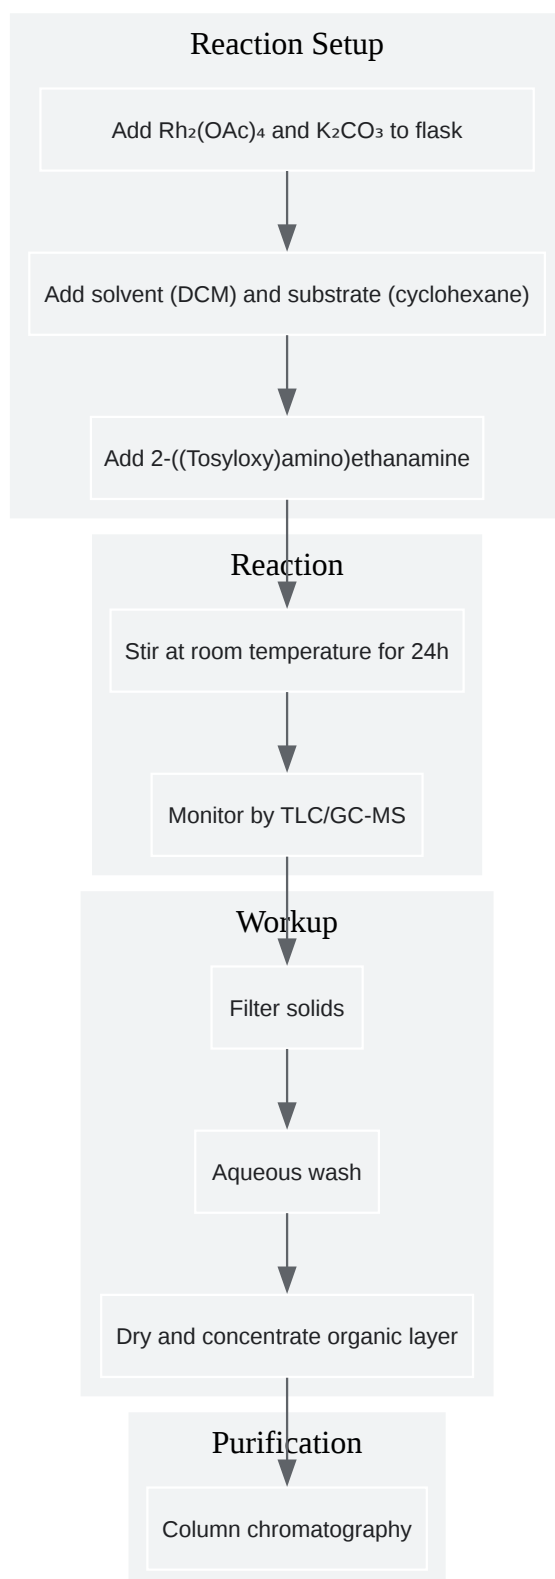 Reaction Setup
Add Rh₂(OAc)₄ and K₂CO₃ to flask
Add solvent (DCM) and substrate (cyclohexane)
Add 2-((Tosyloxy)amino)ethanamine
Reaction
Stir at room temperature for 24h
Monitor by TLC/GC-MS
Workup
Filter solids
Aqueous wash
Dry and concentrate organic layer
Purification
Column chromatography